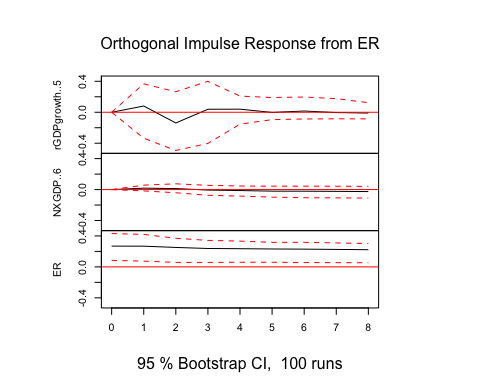 Orthogonal Impulse Response from ER
rGDPgrowth..5
-0.4 0.0 0.4
NXGDP..6
-0.4 0.0 0.4
ER
-0.4 0.0 0.4
0 1 2 3 4 5 6 7 8
95 % Bootstrap CI, 100 runs